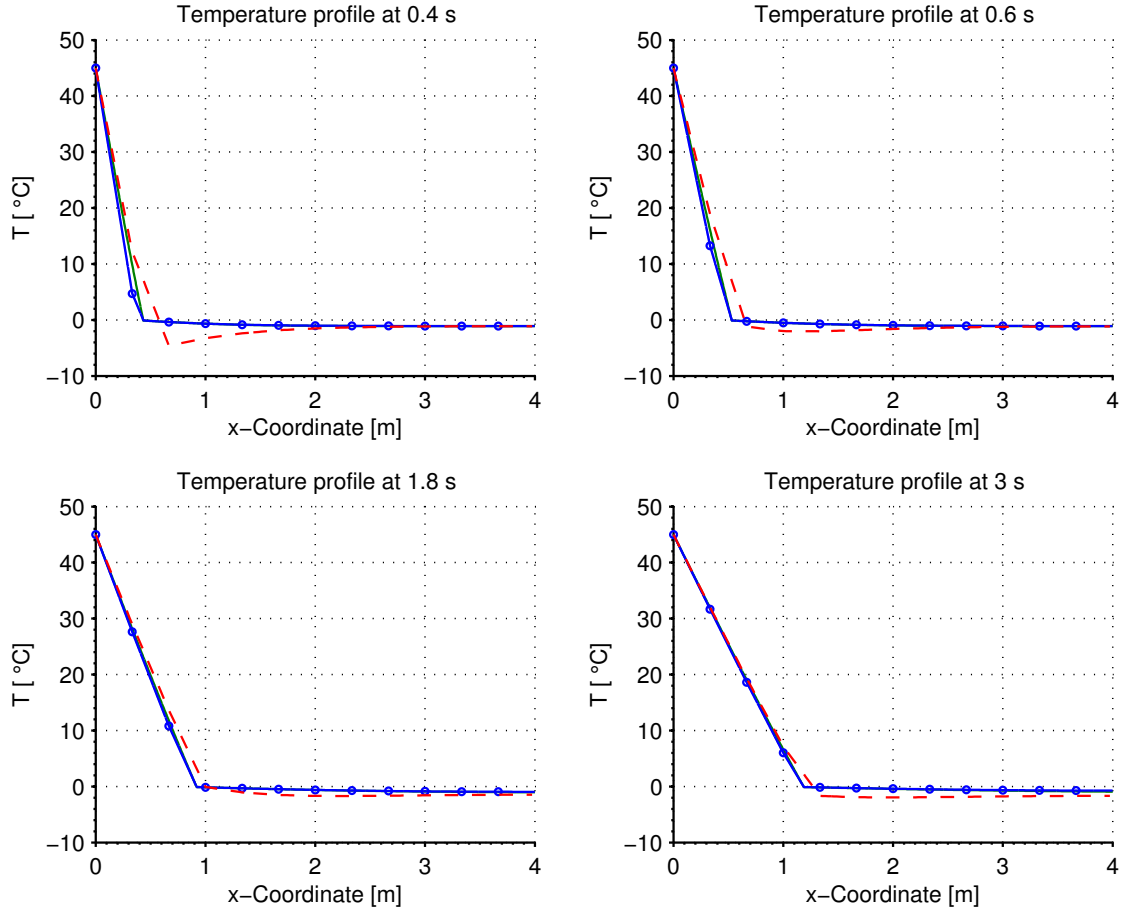 Temperature profile at 0.4 s
50
40
30
20
10
0
−10
T [ °C]
0 1 2 3 4
x−Coordinate [m]
Temperature profile at 0.6 s
50
40
30
20
10
0
−10
T [ °C]
0 1 2 3 4
x−Coordinate [m]
Temperature profile at 1.8 s
50
40
30
20
10
0
−10
T [ °C]
0 1 2 3 4
x−Coordinate [m]
Temperature profile at 3 s
50
40
30
20
10
0
−10
T [ °C]
0 1 2 3 4
x−Coordinate [m]